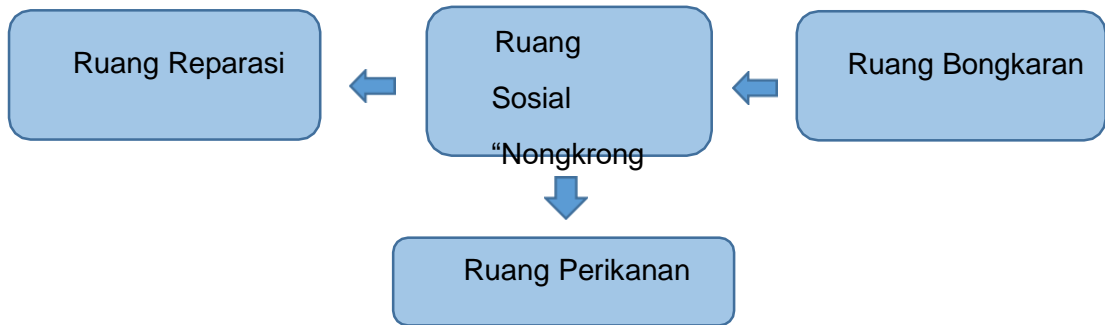 Ruang Reparasi
Ruang
Sosial
“Nongkrong
Ruang Bongkaran
Ruang Perikanan